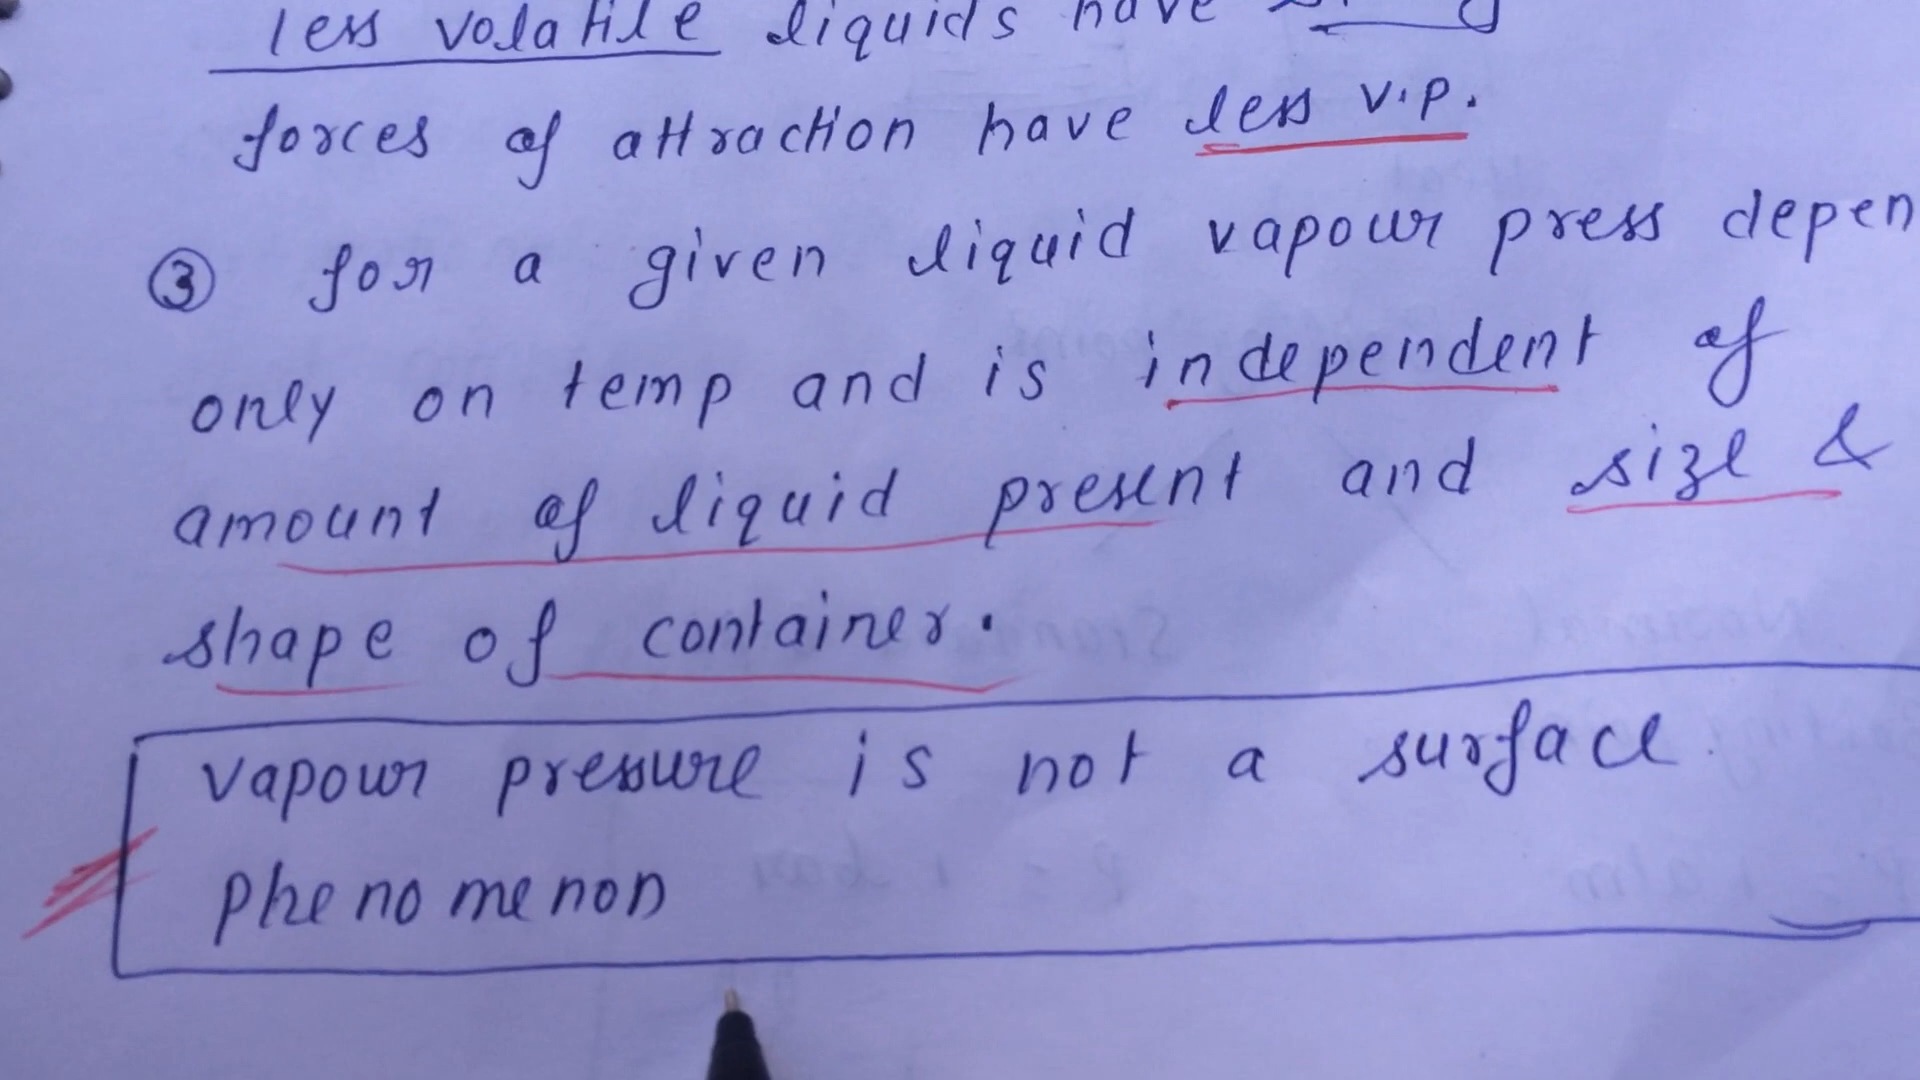 less volatile liquids have
forces of attraction have less v.p.
③ for a given liquid vapour press depen
only on temp and is independent of
amount of liquid present and size &
shape of container.
vapour pressure is not a surface
phenomenon